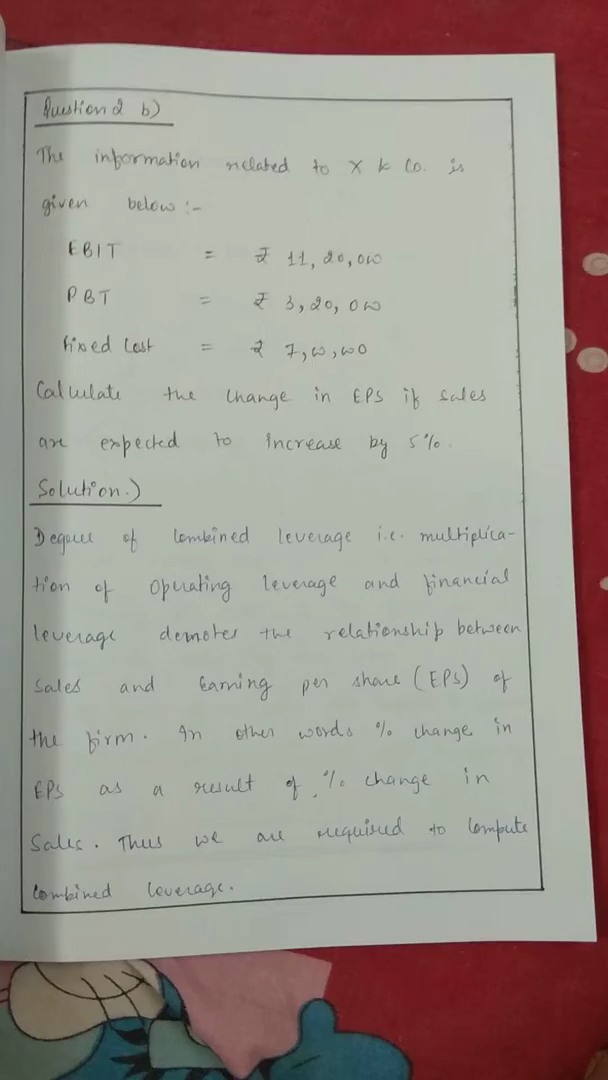 Question 2 b)
The information related to X K Co. is
given below :-
EBIT = ₹ 11,20,000
PBT = ₹ 3,20,000
Fixed Cost = ₹ 7,00,000
Calculate the change in EPS if sales
are expected to increase by 5%.
Solution.)
Degree of combined leverage i.e. multiplica-
tion of operating leverage and financial
leverage denotes the relationship between
sales and Earning per share (EPS) of
the firm. In other words % change in
EPS as a result of % change in
Sales. Thus we are required to compute
combined leverage.